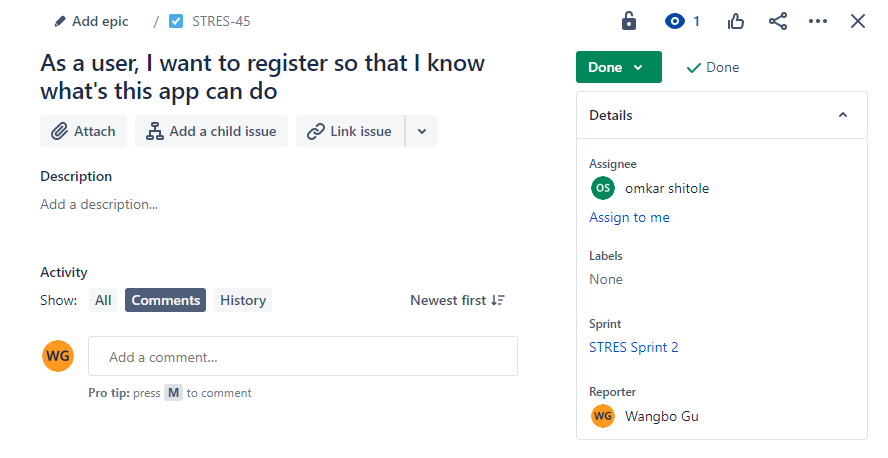 Add epic / STRES-45
1
As a user, I want to register so that I know
what's this app can do
Attach Add a child issue Link issue
Description
Add a description...
Activity
Show: All Comments History Newest first
WG Add a comment...
Pro tip: press M to comment
Done Done
Details
Assignee
OS omkar shitole
Assign to me
Labels
None
Sprint
STRES Sprint 2
Reporter
WG Wangbo Gu